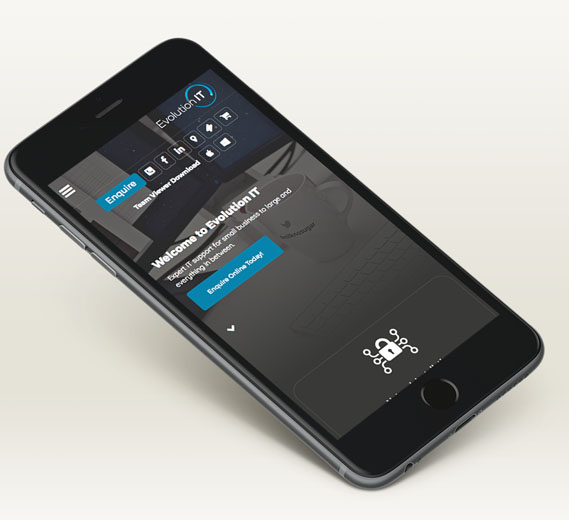 Evolution IT
Enquire
Team Viewer Download
Welcome to Evolution IT
Expert IT support for small business to large and
everything in between.
Enquire Online Today!